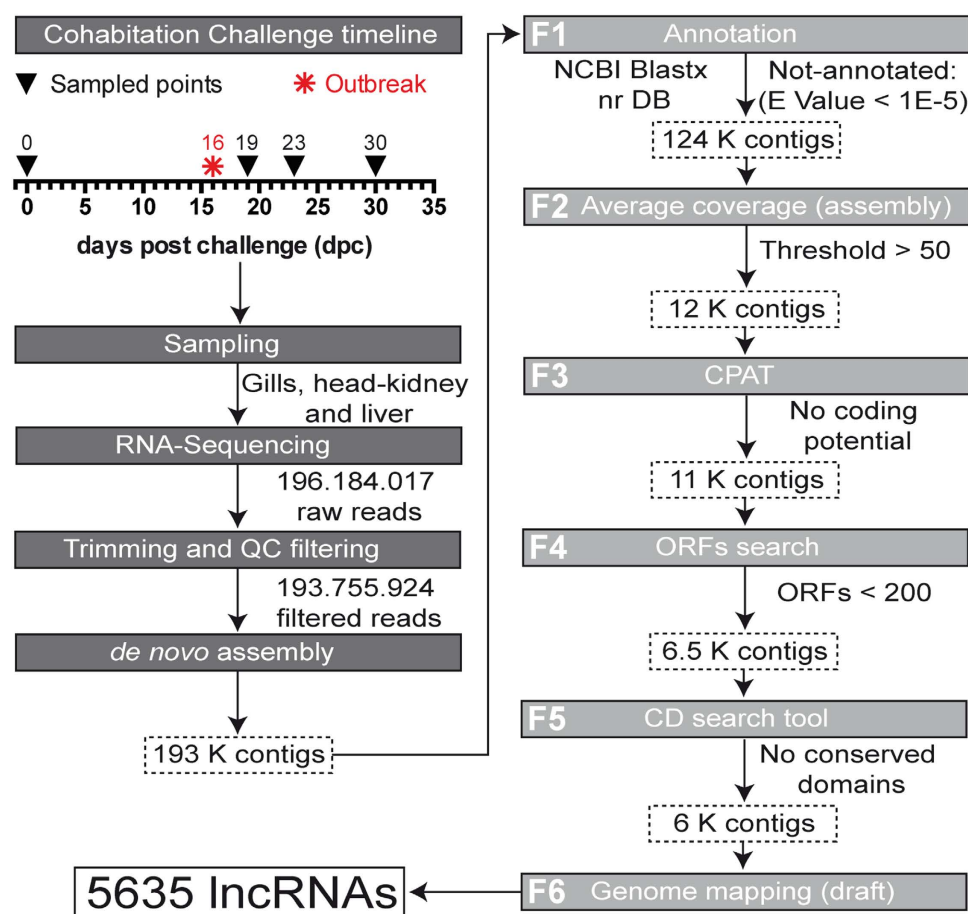 Cohabitation Challenge timeline
Sampled points
Outbreak
0 16 19 23 30
0 5 10 15 20 25 30 35
days post challenge (dpc)
Sampling
Gills, head-kidney
and liver
RNA-Sequencing
196.184.017
raw reads
Trimming and QC filtering
193.755.924
filtered reads
de novo assembly
193 K contigs
F1 Annotation
NCBI Blastx
nr DB
Not-annotated:
(E Value < 1E-5)
124 K contigs
F2 Average coverage (assembly)
Threshold > 50
12 K contigs
F3 CPAT
No coding
potential
11 K contigs
F4 ORFs search
ORFs < 200
6.5 K contigs
F5 CD search tool
No conserved
domains
6 K contigs
F6 Genome mapping (draft)
5635 lncRNAs